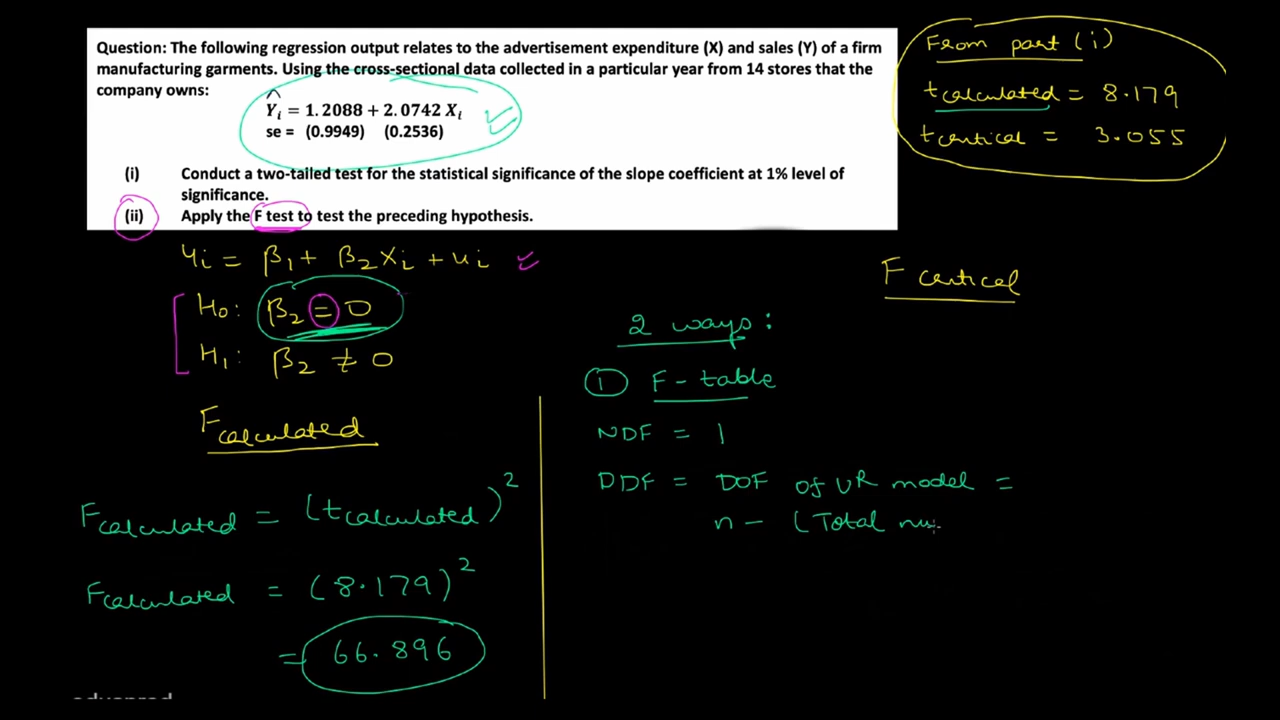 Question: The following regression output relates to the advertisement expenditure (X) and sales (Y) of a firm
manufacturing garments. Using the cross-sectional data collected in a particular year from 14 stores that the
company owns:
Ŷᵢ = 1.2088 + 2.0742 Xᵢ
se = (0.9949) (0.2536)
(i) Conduct a two-tailed test for the statistical significance of the slope coefficient at 1% level of
significance.
(ii) Apply the F test to test the preceding hypothesis.
From part (i)
tcalculated = 8.179
tcritical = 3.055
Yi = β1 + β2Xi + ui
H0: β2 = 0
H1: β2 ≠ 0
Fcalculated
Fcalculated = (tcalculated)²
Fcalculated = (8.179)²
= 66.896
F critical
2 ways:
① F-table
NDF = 1
DDF = DOF of UR model =
n - (Total nu